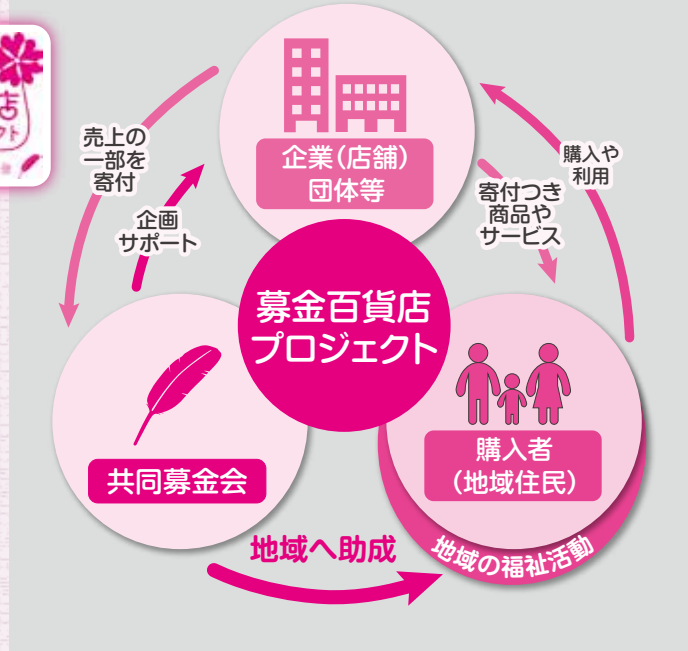 店
売上の
一部を
寄付
企画
サポート
企業(店舗)
団体等
購入や
利用
寄付つき
商品や
サービス
募金百貨店
プロジェクト
共同募金会
購入者
(地域住民)
地域へ助成
地域の福祉活動